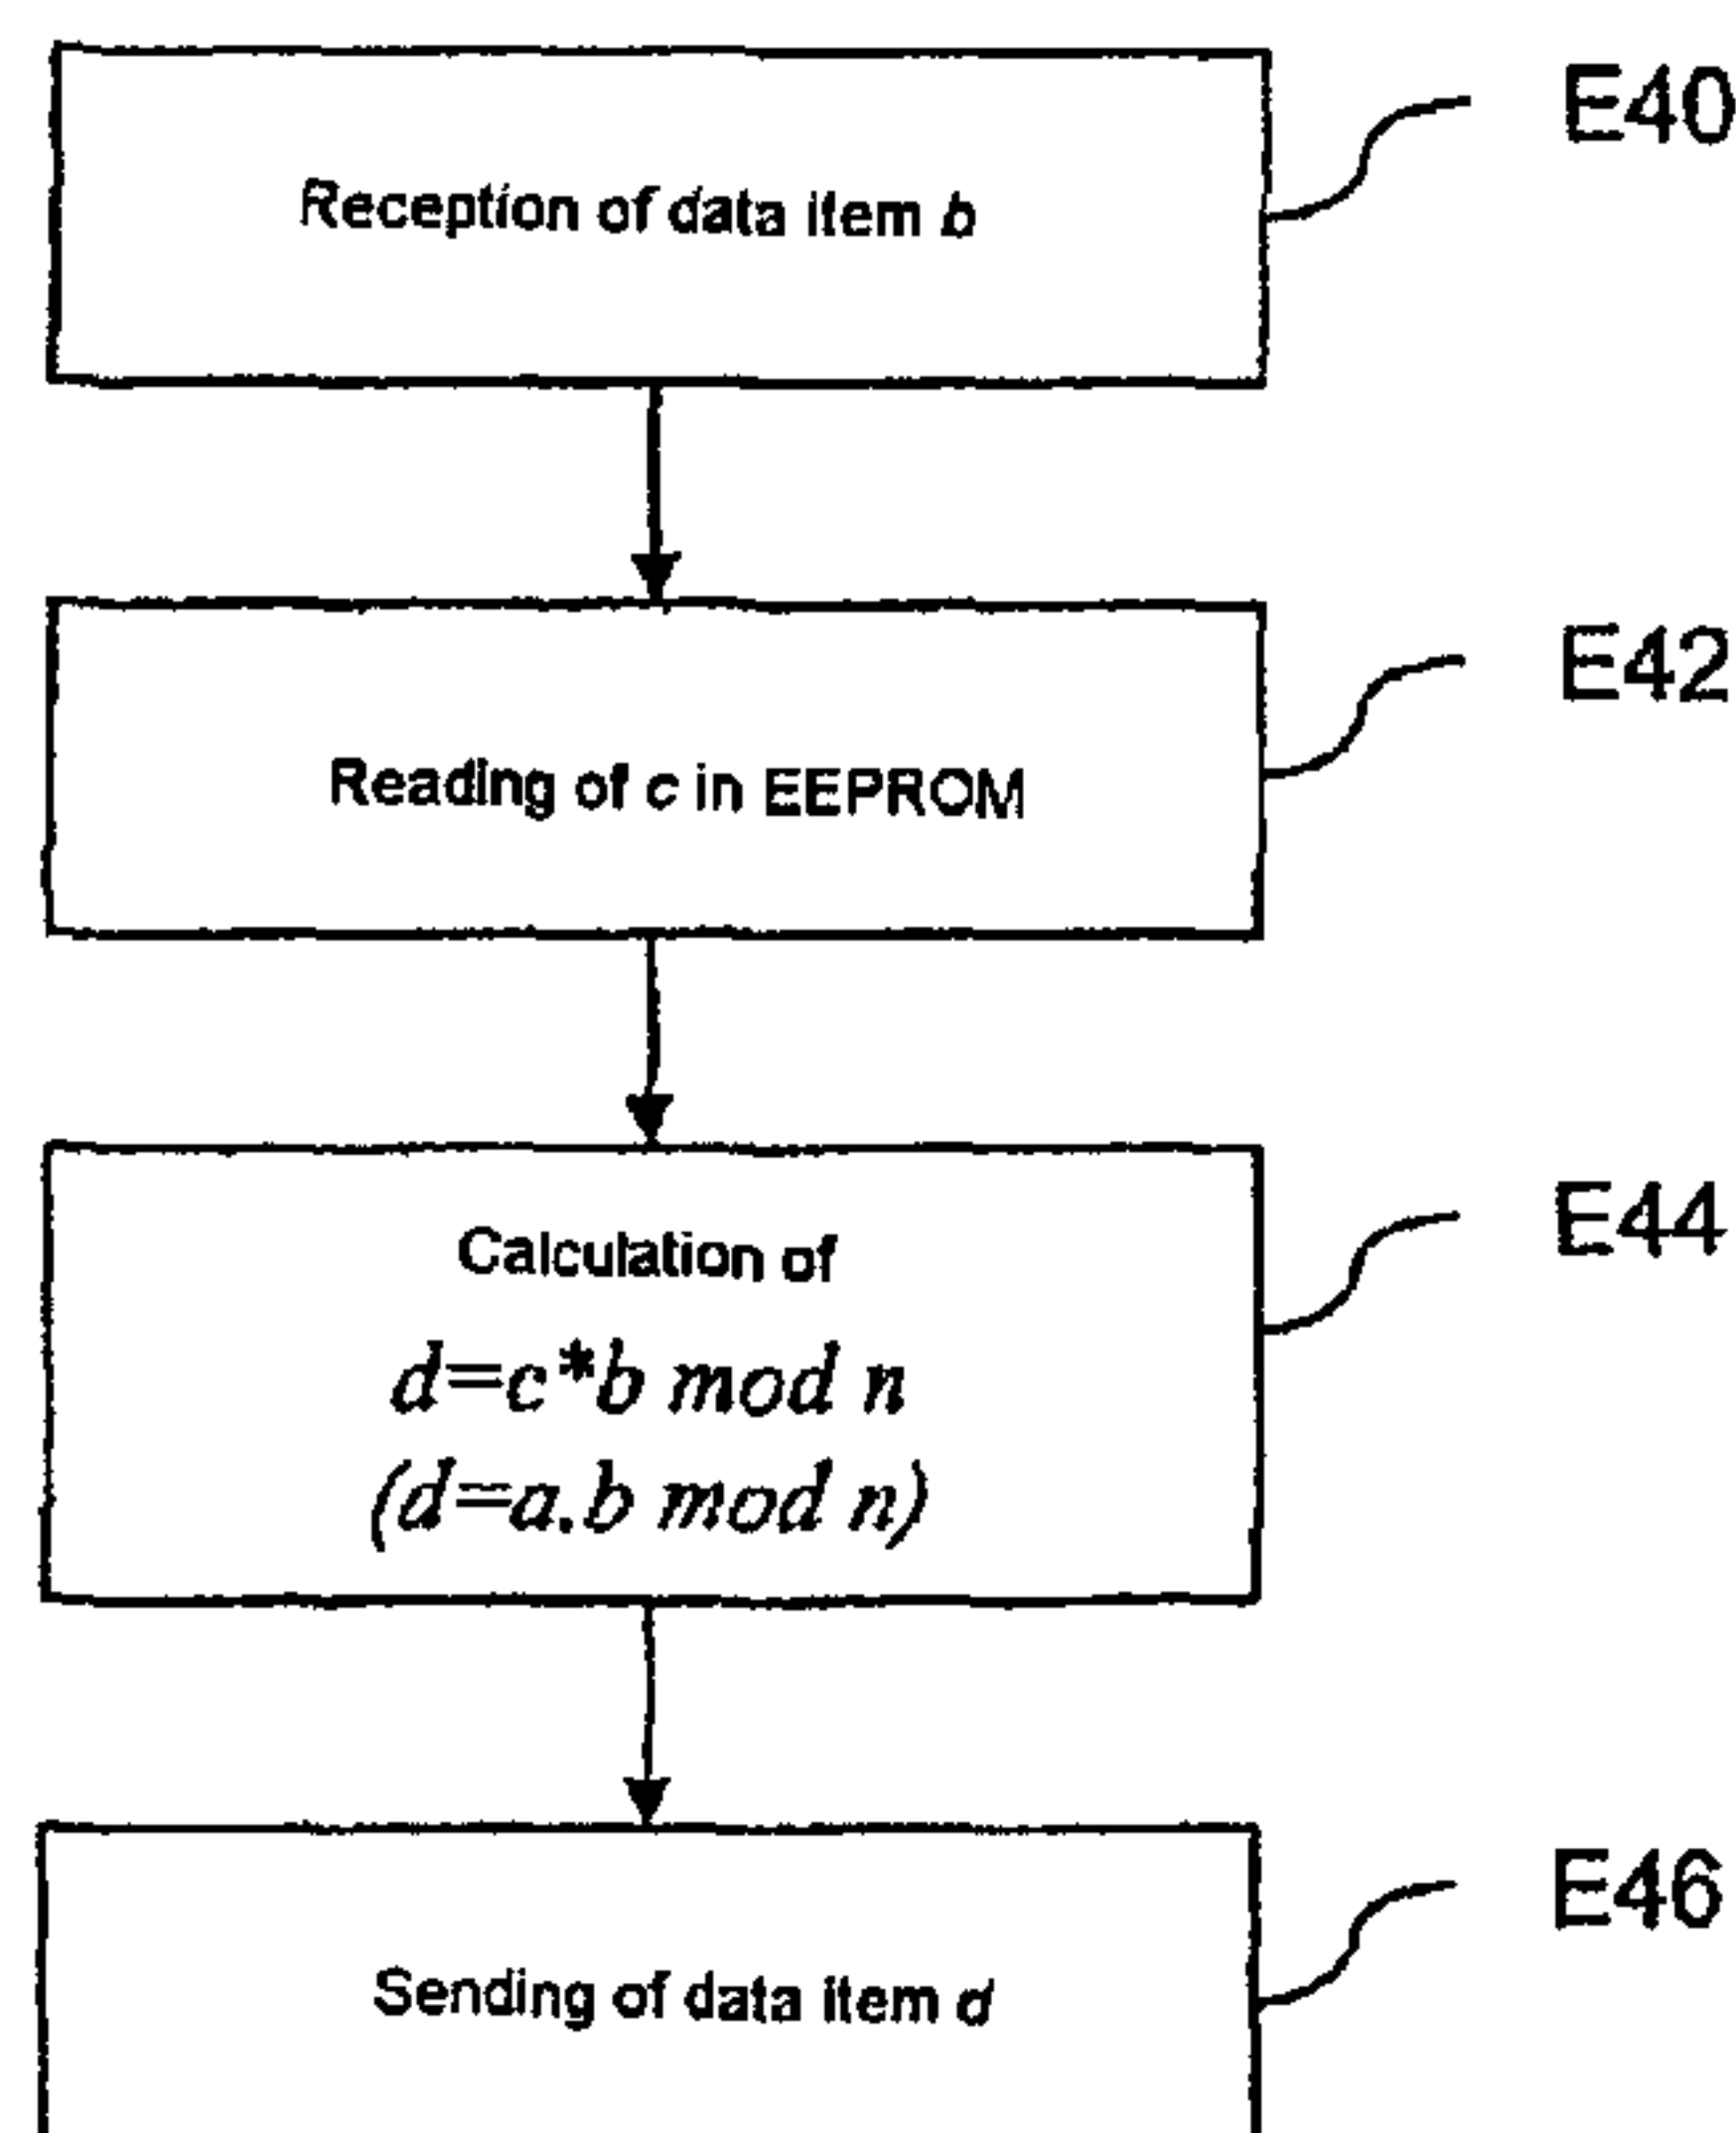 Reception of data item b
E40
Reading of c in EEPROM
E42
Calculation of
d=c*b mod n
(d=a.b mod n)
E44
Sending of data item d
E46